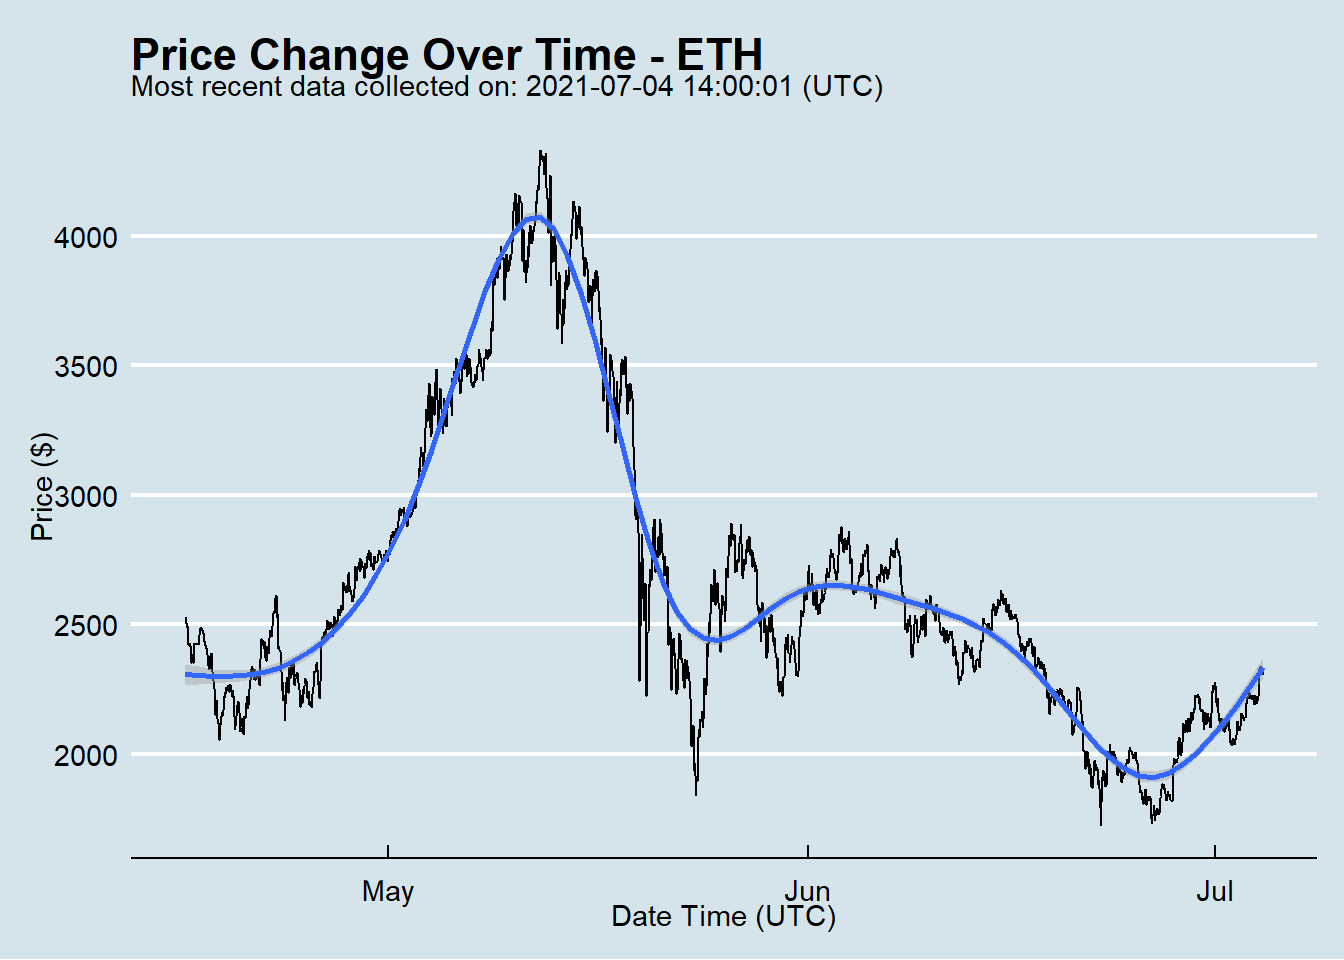 Price Change Over Time - ETH
Most recent data collected on: 2021-07-04 14:00:01 (UTC)
Price ($)
4000
3500
3000
2500
2000
May
Jun
Jul
Date Time (UTC)